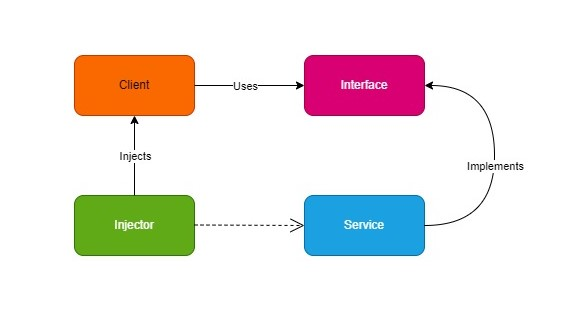 Client
Uses
Interface
Injects
Implements
Injector
Service